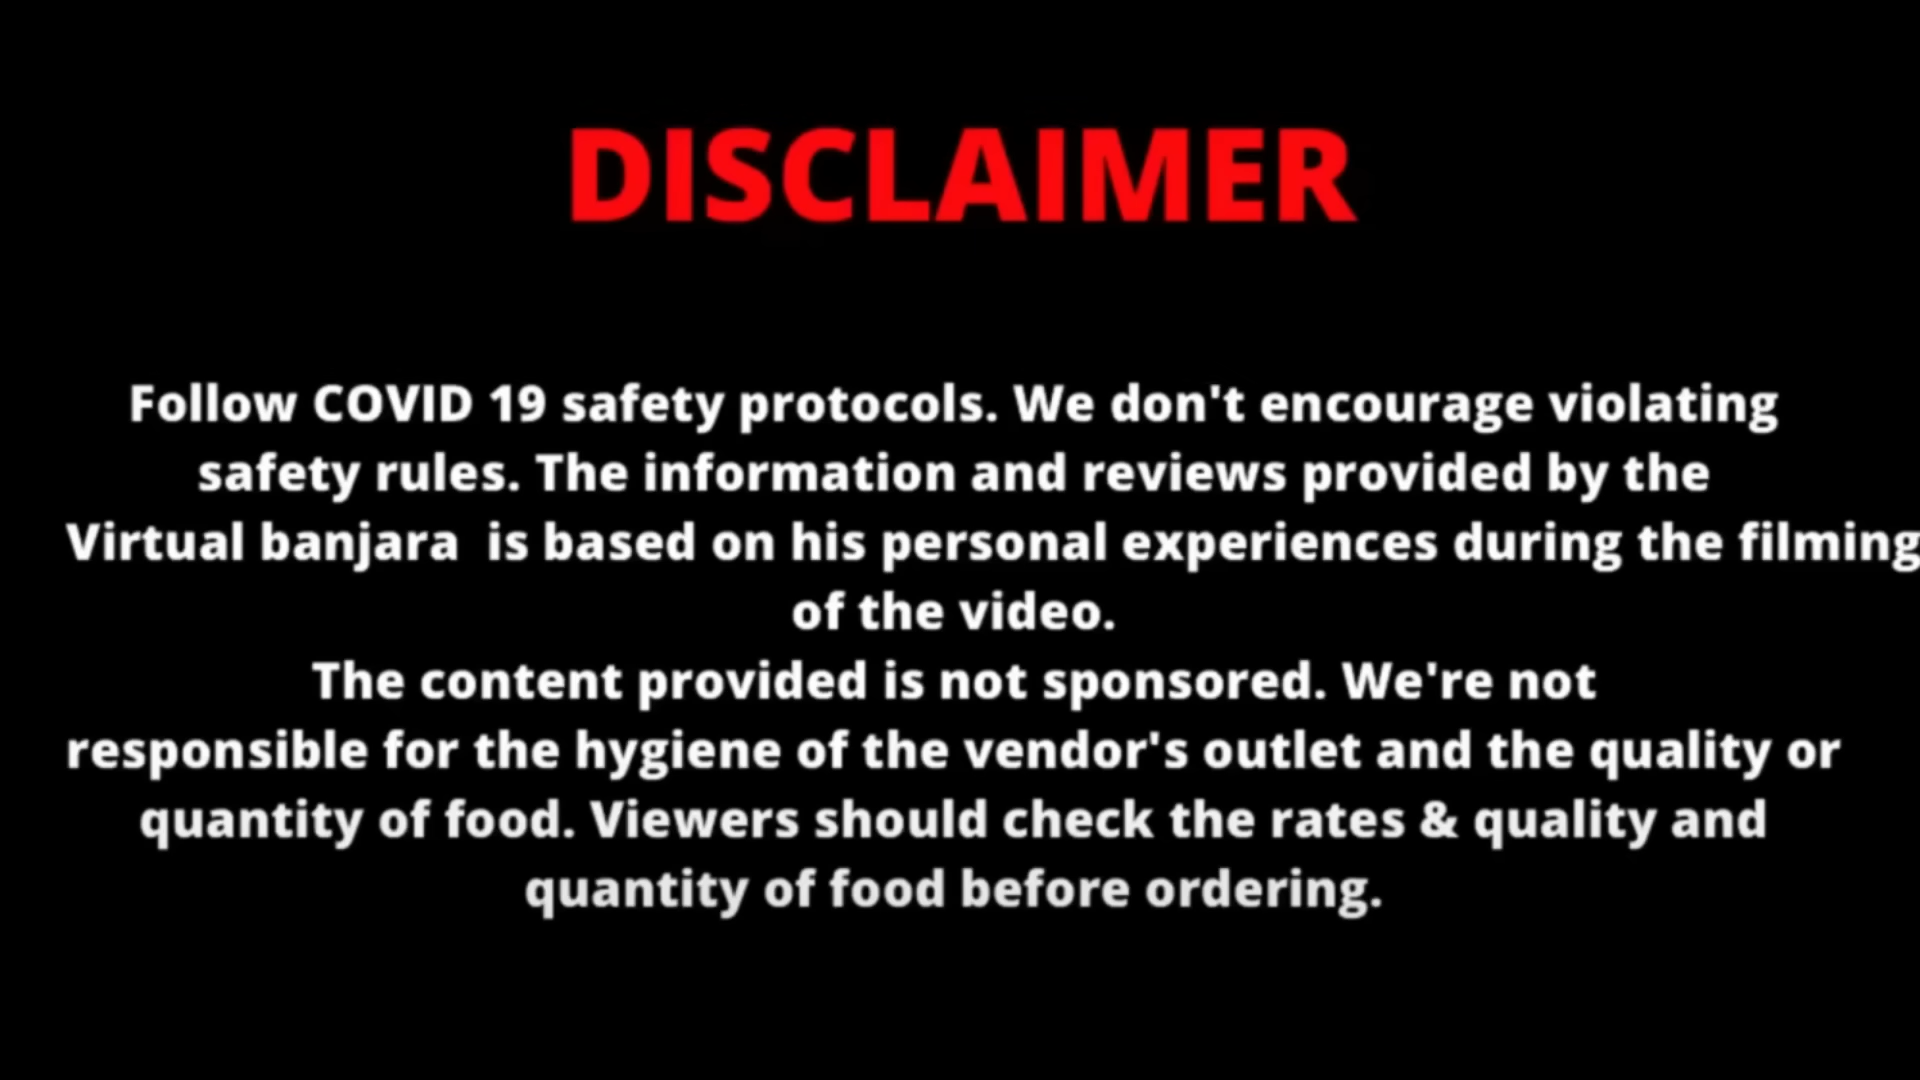 DISCLAIMER
Follow COVID 19 safety protocols. We don't encourage violating
safety rules. The information and reviews provided by the
Virtual banjara  is based on his personal experiences during the filming
of the video.
The content provided is not sponsored. We're not
responsible for the hygiene of the vendor's outlet and the quality or
quantity of food. Viewers should check the rates & quality and
quantity of food before ordering.